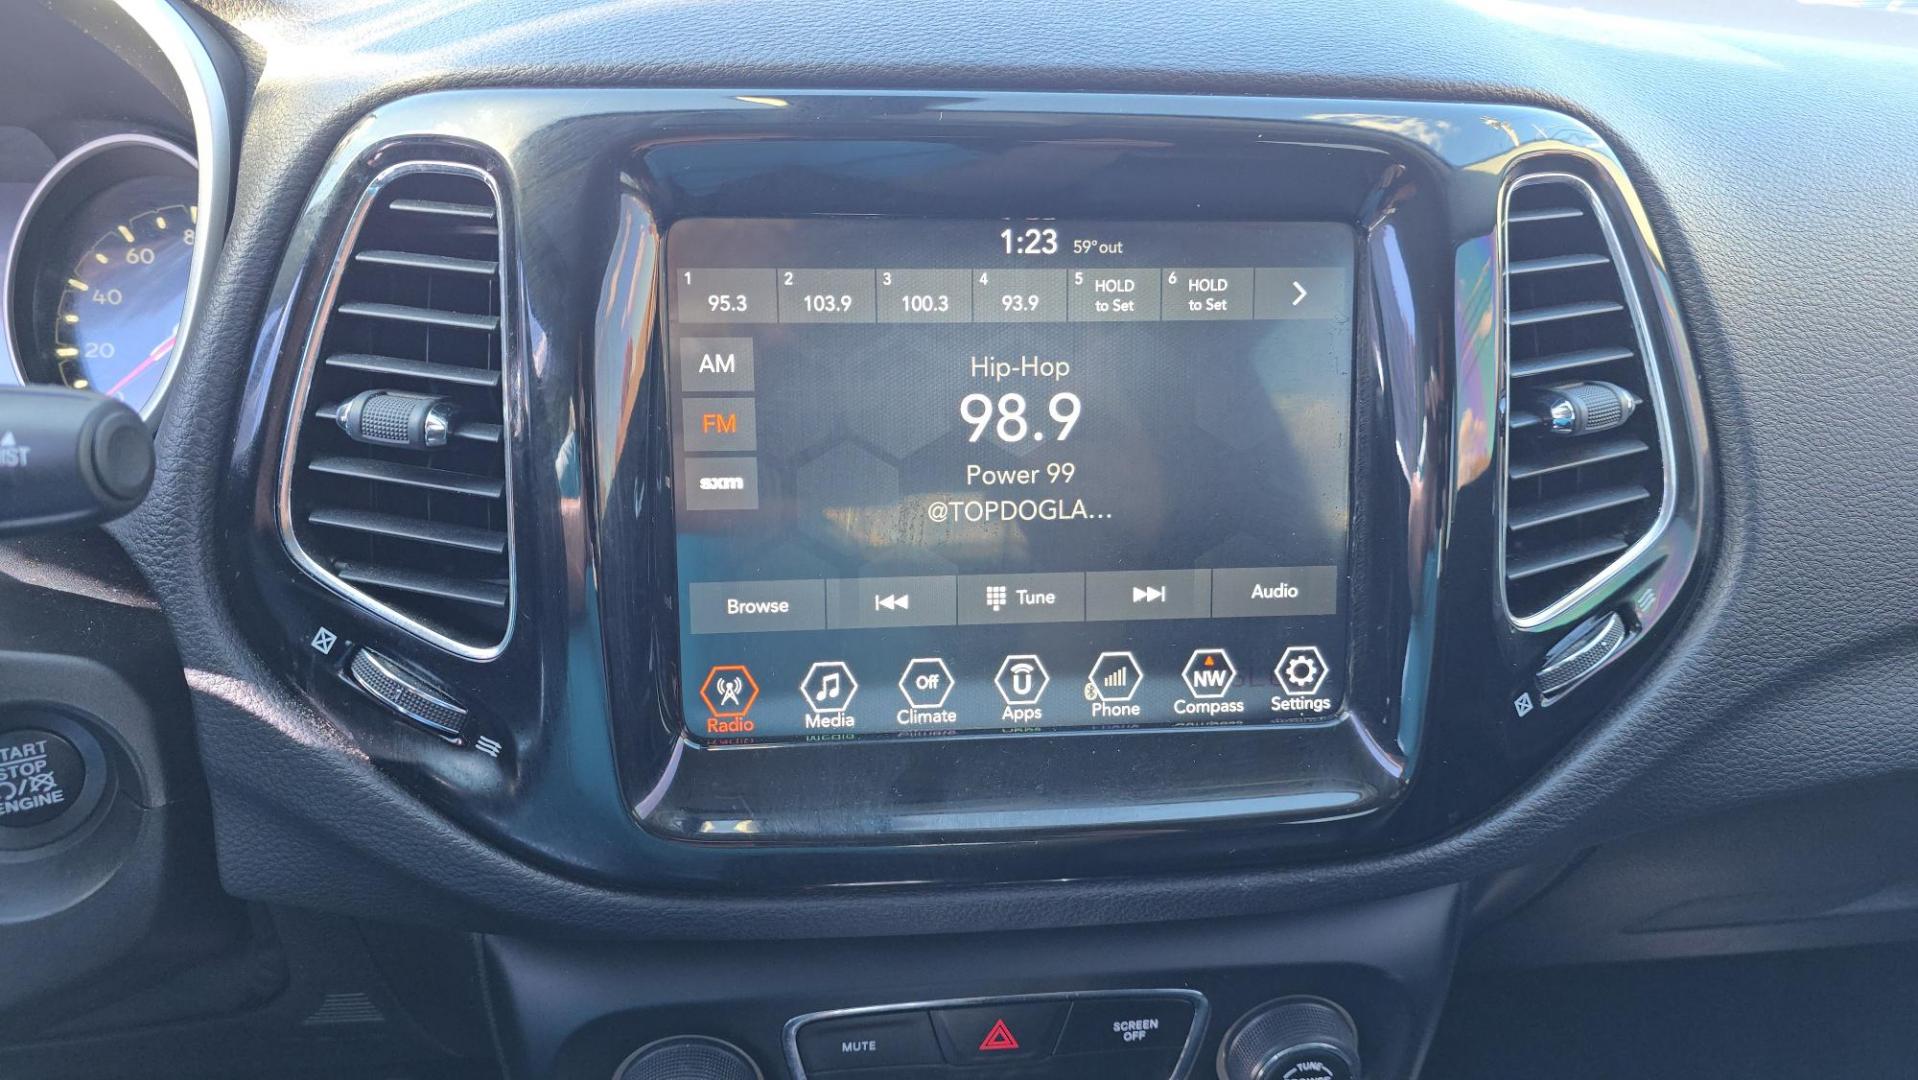 1:23 59° out
1 95.3 2 103.9 3 100.3 4 93.9 5 HOLD to Set 6 HOLD to Set
AM
Hip-Hop
FM
98.9
sxm
Power 99
@TOPDOGLA...
Browse Tune Audio
Off NW
Radio Media Climate Apps Phone Compass Settings
60
40
20
START
STOP
ENGINE
MUTE SCREEN OFF
TUNE